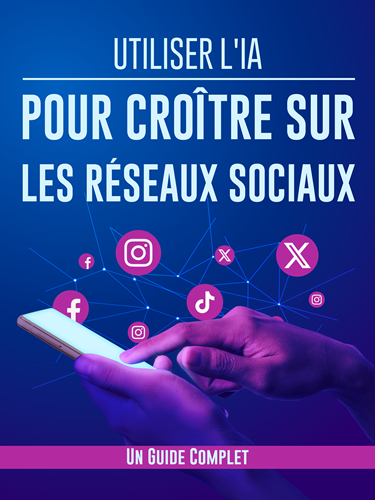 UTILISER L'IA
POUR CROÎTRE SUR
LES RÉSEAUX SOCIAUX
UN GUIDE COMPLET